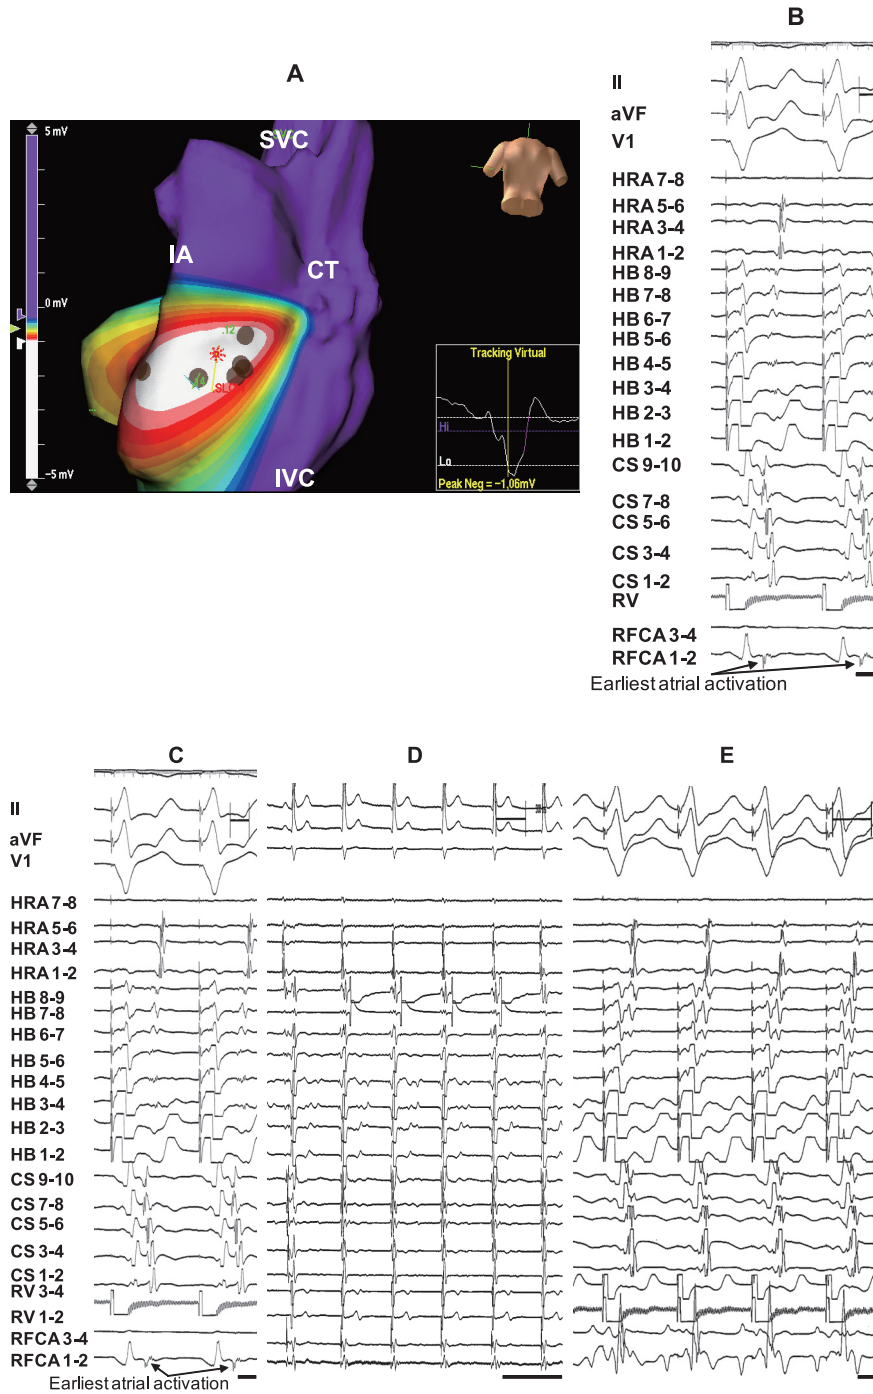 A
5 mV
SVC
IA
CT
0 mV
.12
SLO
Tracking Virtual
Hi
Lo
Peak Neg = -1,06mV
IVC
-5 mV
B
II
aVF
V1
HRA 7-8
HRA 5-6
HRA 3-4
HRA 1-2
HB 8-9
HB 7-8
HB 6-7
HB 5-6
HB 4-5
HB 3-4
HB 2-3
HB 1-2
CS 9-10
CS 7-8
CS 5-6
CS 3-4
CS 1-2
RV
RFCA 3-4
RFCA 1-2
Earliest atrial activation
C
D
E
II
aVF
V1
HRA 7-8
HRA 5-6
HRA 3-4
HRA 1-2
HB 8-9
HB 7-8
HB 6-7
HB 5-6
HB 4-5
HB 3-4
HB 2-3
HB 1-2
CS 9-10
CS 7-8
CS 5-6
CS 3-4
CS 1-2
RV 3-4
RV 1-2
RFCA 3-4
RFCA 1-2
Earliest atrial activation